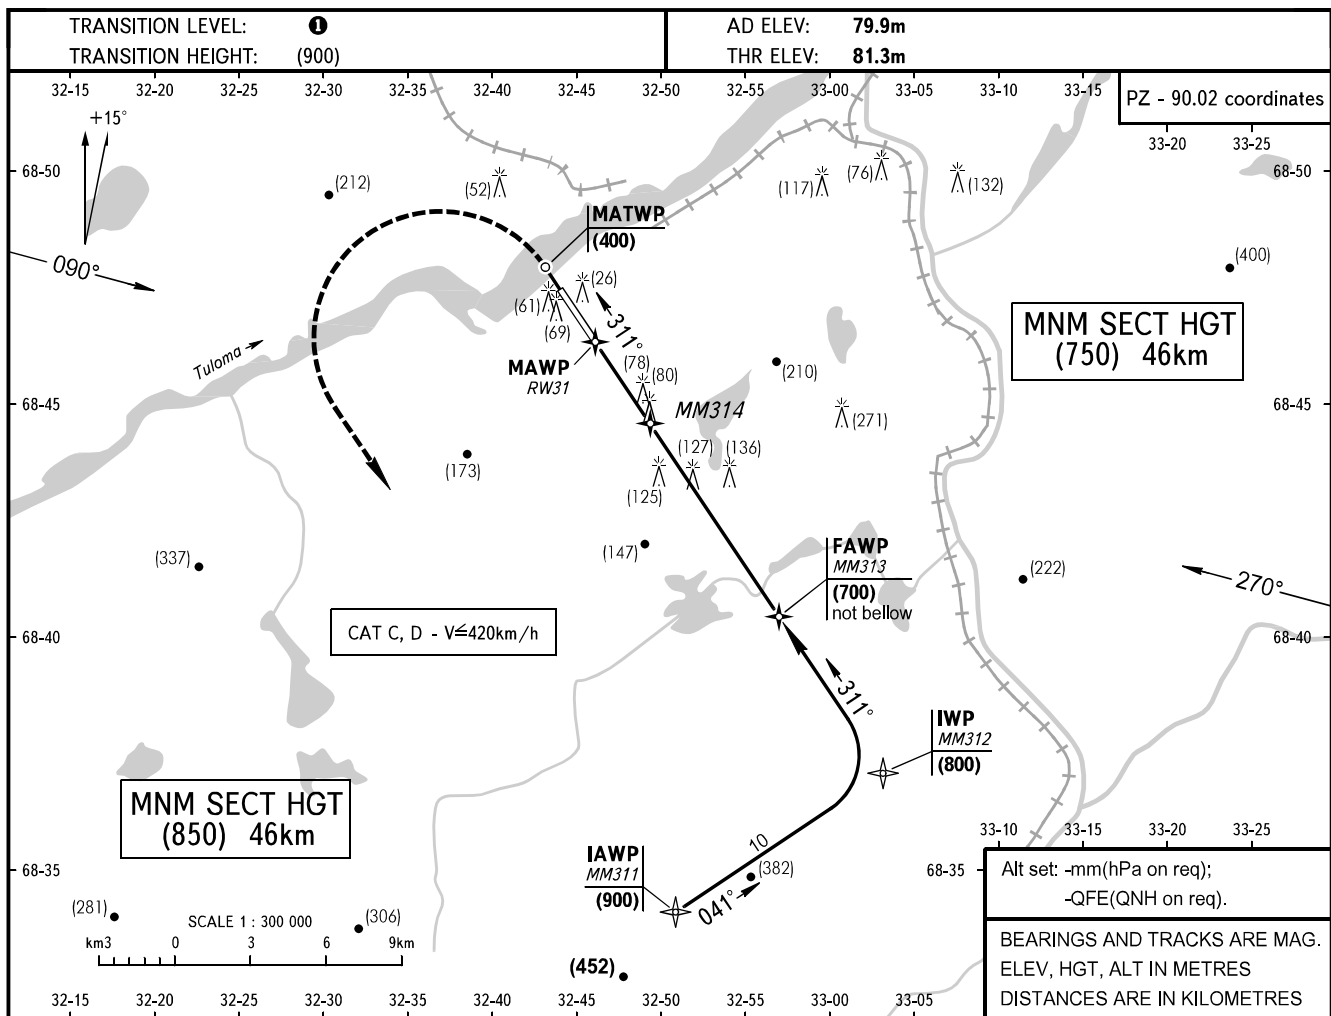 TRANSITION LEVEL: ❶
TRANSITION HEIGHT: (900)
AD ELEV: 79.9m
THR ELEV: 81.3m
32-15 32-20 32-25 32-30 32-35 32-40 32-45 32-50 32-55 33-00 33-05 33-10 33-15
PZ - 90.02 coordinates
33-20 33-25
+15°
68-50
68-50
(212)
(52)
(117)
(76)
(132)
MATWP
(400)
090°
(400)
(26)
(61)
(69)
311°
MNM SECT HGT
(750) 46km
Tuloma
MAWP
RW31
(78)
(80)
(210)
MM314
(271)
68-45
68-45
(173)
(127)
(136)
(125)
(337)
(147)
FAWP
MM313
(700)
not bellow
(222)
270°
CAT C, D - V≤420km/h
68-40
68-40
311°
IWP
MM312
(800)
MNM SECT HGT
(850) 46km
10
33-10 33-15 33-20 33-25
IAWP
MM311
(900)
(382)
041°
68-35
68-35
Alt set: -mm(hPa on req);
-QFE(QNH on req).
(281)
SCALE 1 : 300 000
(306)
km3 0 3 6 9km
BEARINGS AND TRACKS ARE MAG.
ELEV, HGT, ALT IN METRES
DISTANCES ARE IN KILOMETRES
(452)
32-15 32-20 32-25 32-30 32-35 32-40 32-45 32-50 32-55 33-00 33-05